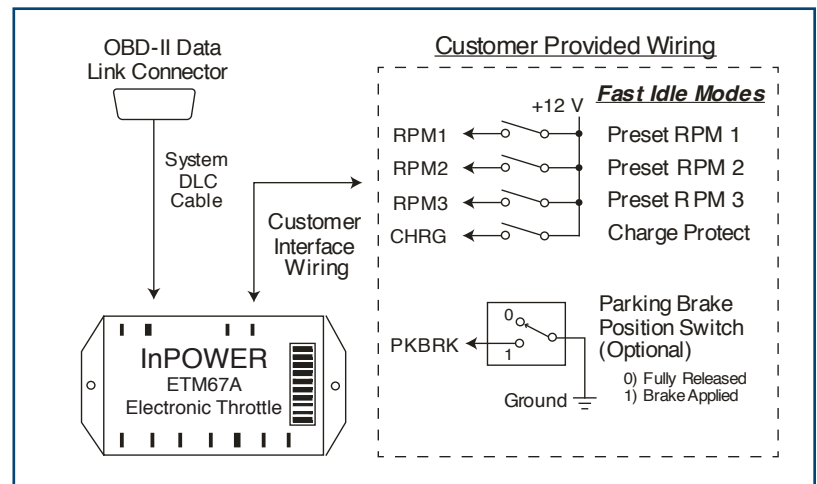 OBD-II Data
Link Connector
System
DLC
Cable
Customer
Interface
Wiring
InPOWER
ETM67A
Electronic Throttle
Customer Provided Wiring
Fast Idle Modes
+12 V
RPM1
Preset RPM 1
RPM2
Preset RPM 2
RPM3
Preset RPM 3
CHRG
Charge Protect
PKBRK
0
1
Parking Brake
Position Switch
(Optional)
0) Fully Released
1) Brake Applied
Ground